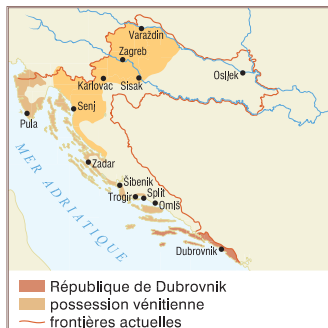 Varaždin
Zagreb
Osijek
Karlovac
Sisak
Senj
Pula
MER ADRIATIQUE
Zadar
Šibenik
Trogir
Split
Omiš
Dubrovnik
République de Dubrovnik
possession vénitienne
frontières actuelles